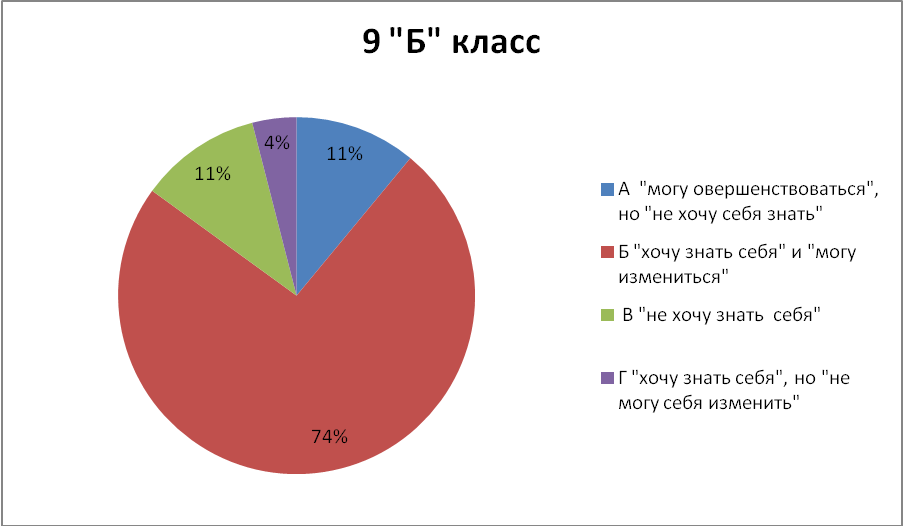 9 "Б" класс
4%
11%
11%
74%
А  "могу овершенствоваться",
но "не хочу себя знать"
Б "хочу знать себя" и "могу
измениться"
В "не хочу знать  себя"
Г "хочу знать себя", но "не
могу себя изменить"